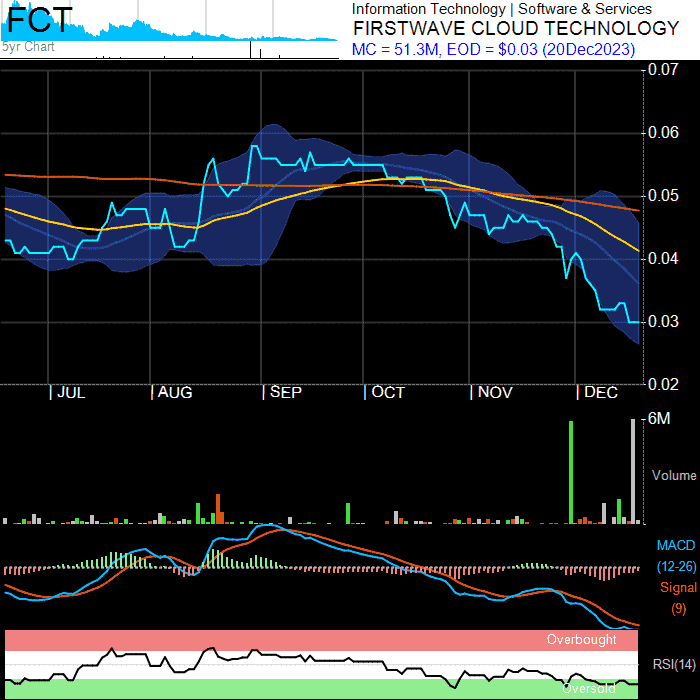 FCT
5yr Chart
Information Technology | Software & Services
FIRSTWAVE CLOUD TECHNOLOGY
MC = 51.3M, EOD = $0.03 (20Dec2023)
0.07
0.06
0.05
0.04
0.03
0.02
| JUL | AUG | SEP | OCT | NOV | DEC
6M
Volume
MACD
(12-26)
Signal
(9)
Overbought
RSI(14)
Oversold